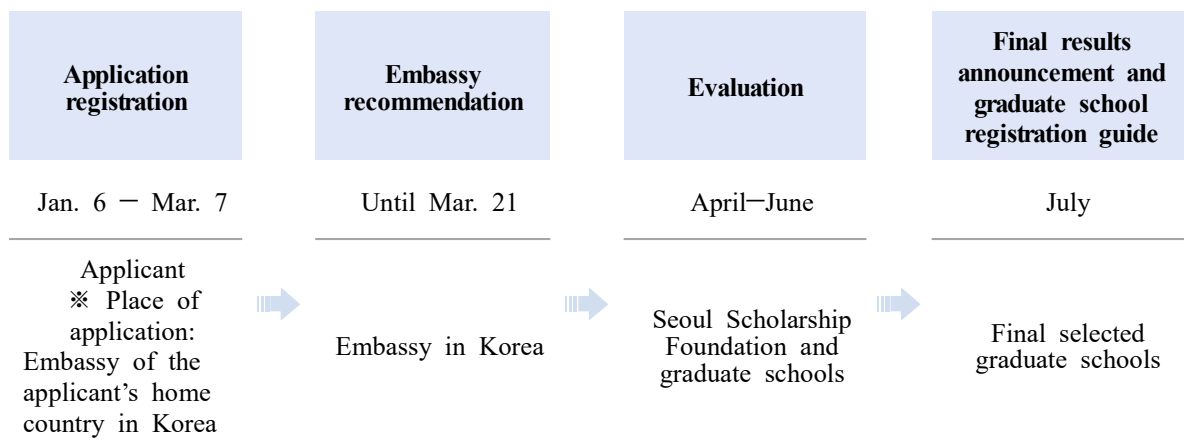 Application
registration
Embassy
recommendation
Evaluation
Final results
announcement and
graduate school
registration guide
Jan. 6 － Mar. 7
Until Mar. 21
April－June
July
Applicant
※ Place of
application:
Embassy of the
applicant’s home
country in Korea
Embassy in Korea
Seoul Scholarship
Foundation and
graduate schools
Final selected
graduate schools